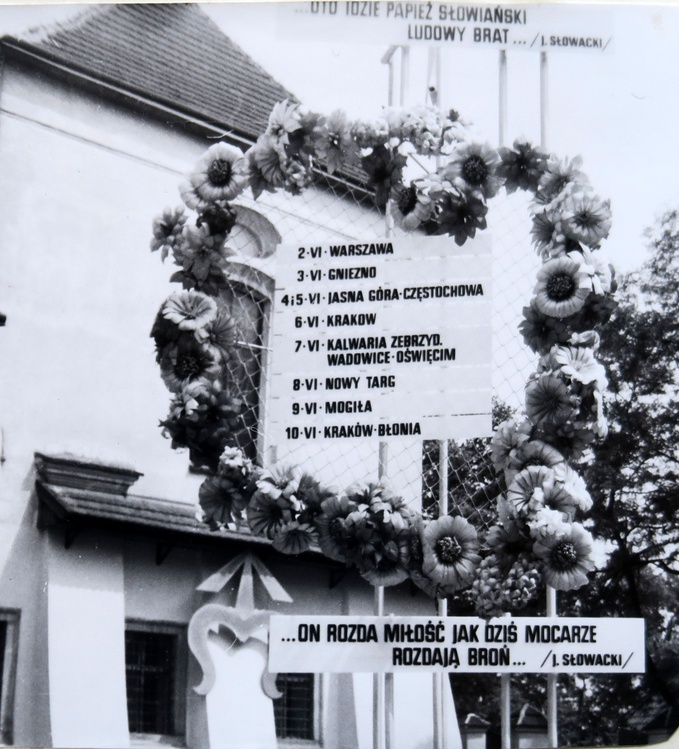 ...OTO IDZIE PAPIEŻ SŁOWIAŃSKI
LUDOWY BRAT... /J. SŁOWACKI/
2·VI·WARSZAWA
3·VI·GNIEZNO
4i5·VI·JASNA GÓRA·CZĘSTOCHOWA
6·VI·KRAKOW
7·VI·KALWARIA ZEBRZYD.
WADOWICE·OŚWIĘCIM
8·VI·NOWY TARG
9·VI·MOGIŁA
10·VI·KRAKÓW·BŁONIA
...ON ROZDA MIŁOŚĆ JAK DZIŚ MOCARZE
ROZDAJĄ BROŃ... /J. SŁOWACKI/